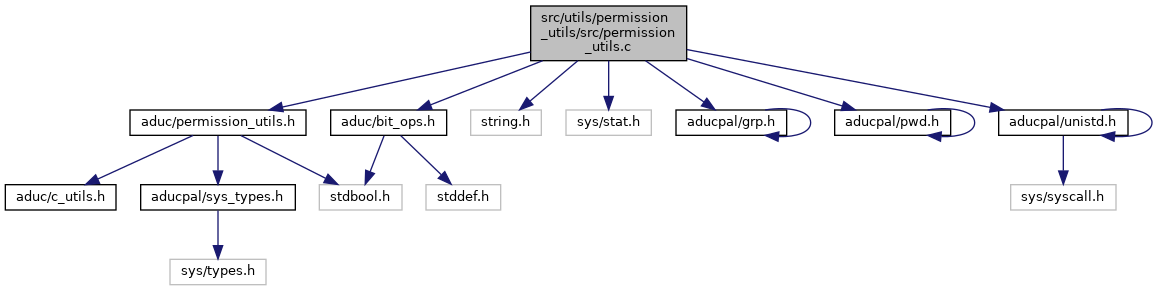 src/utils/permission
_utils/src/permission
_utils.c
aduc/permission_utils.h
aduc/bit_ops.h
string.h
sys/stat.h
aducpal/grp.h
aducpal/pwd.h
aducpal/unistd.h
aduc/c_utils.h
aducpal/sys_types.h
stdbool.h
stddef.h
sys/syscall.h
sys/types.h